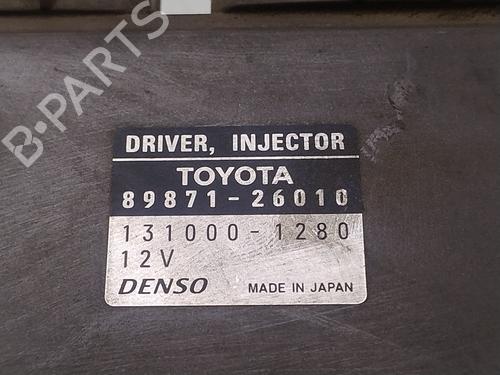 B-PARTS
DRIVER, INJECTOR
TOYOTA
89871-26010
131000-1280
12V
DENSO MADE IN JAPAN